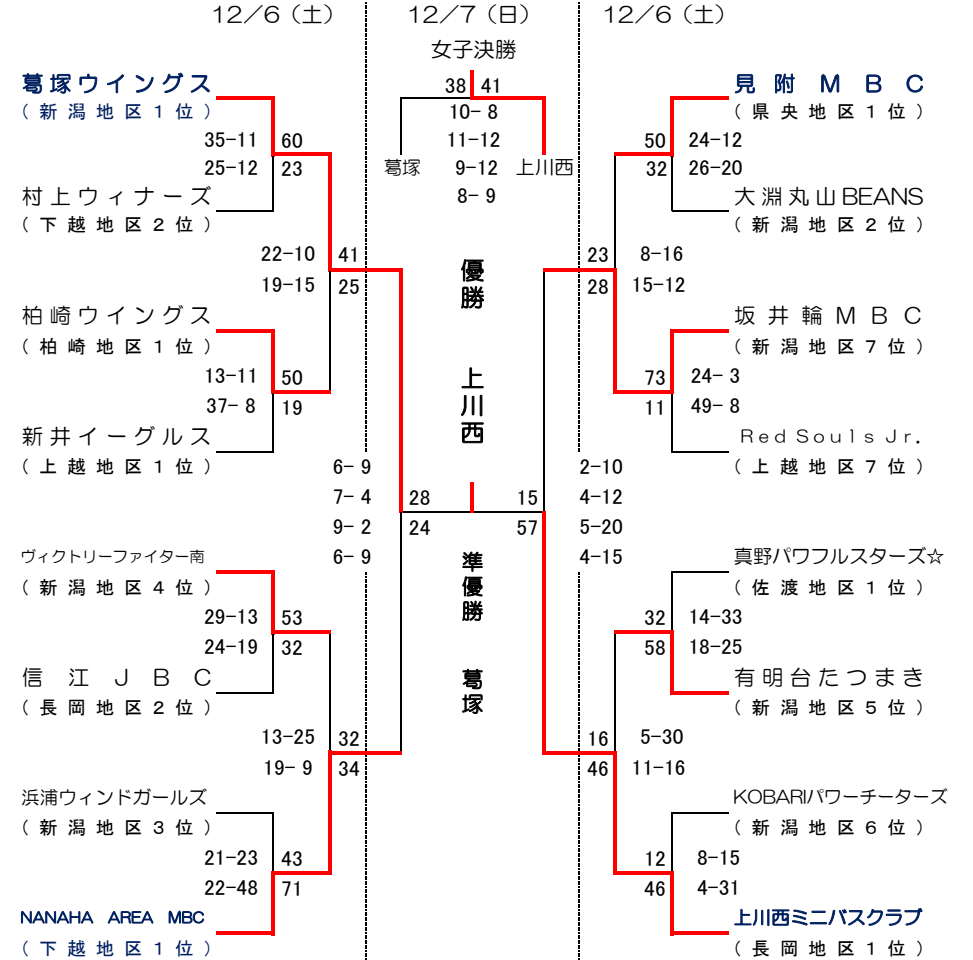 12／6（土）
12／7（日）
12／6（土）
女子決勝
38 41
10- 8
11-12
9-12
8- 9
葛塚
上川西
優勝
上川西
準優勝
葛塚
葛塚ウイングス
（新潟地区1位）
35-11 60
25-12 23
村上ウィナーズ
（下越地区2位）
22-10 41
19-15 25
柏崎ウイングス
（柏崎地区1位）
13-11 50
37- 8 19
新井イーグルス
（上越地区1位）
6- 9
7- 4
9- 2
6- 9
28
24
ヴィクトリーファイター南
（新潟地区4位）
29-13 53
24-19 32
信江JBC
（長岡地区2位）
13-25 32
19- 9 34
浜浦ウィンドガールズ
（新潟地区3位）
21-23 43
22-48 71
NANAHA AREA MBC
（下越地区1位）
見附MBC
（県央地区1位）
50 24-12
32 26-20
大淵丸山BEANS
（新潟地区2位）
23 8-16
28 15-12
坂井輪MBC
（新潟地区7位）
73 24- 3
11 49- 8
Red Souls Jr.
（上越地区7位）
2-10
4-12
5-20
4-15
15
57
真野パワフルスターズ☆
（佐渡地区1位）
32 14-33
58 18-25
有明台たつまき
（新潟地区5位）
16 5-30
46 11-16
KOBARIパワーチーターズ
（新潟地区6位）
12 8-15
46 4-31
上川西ミニバスクラブ
（長岡地区1位）